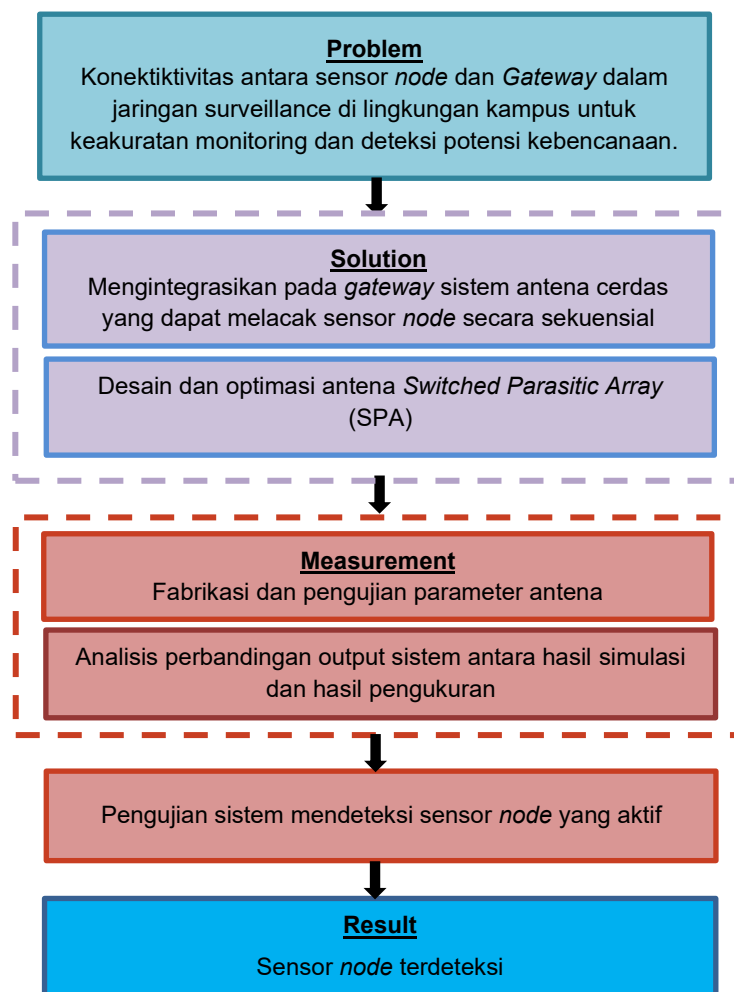 Problem
Konektiktivitas antara sensor node dan Gateway dalam
jaringan surveillance di lingkungan kampus untuk
keakuratan monitoring dan deteksi potensi kebencanaan.
Solution
Mengintegrasikan pada gateway sistem antena cerdas
yang dapat melacak sensor node secara sekuensial
Desain dan optimasi antena Switched Parasitic Array
(SPA)
Measurement
Fabrikasi dan pengujian parameter antena
Analisis perbandingan output sistem antara hasil simulasi
dan hasil pengukuran
Pengujian sistem mendeteksi sensor node yang aktif
Result
Sensor node terdeteksi